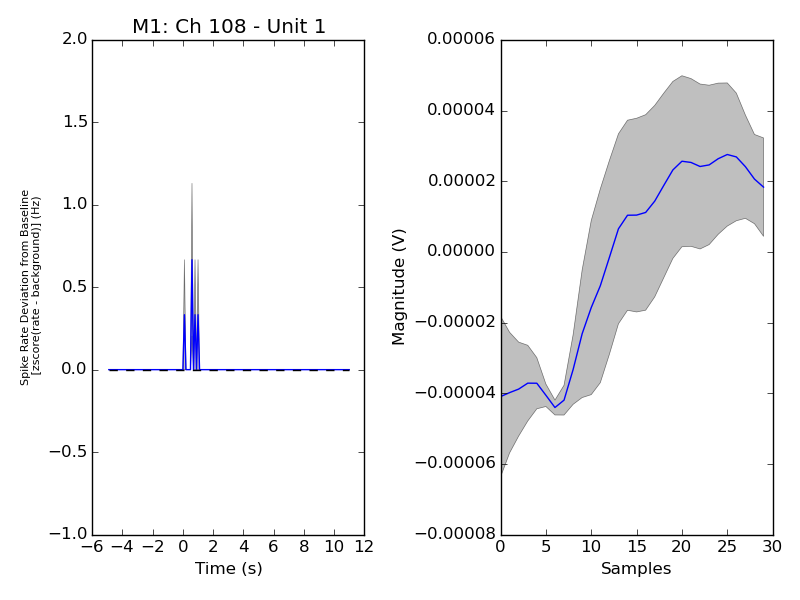 M1: Ch 108 - Unit 1
2.0
1.5
1.0
0.5
0.0
−0.5
−1.0
−6 −4 −2 0 2 4 6 8 10 12
Time (s)
Spike Rate Deviation from Baseline
[zscore(rate - background)] (Hz)
0.00006
0.00004
0.00002
0.00000
−0.00002
−0.00004
−0.00006
−0.00008
0 5 10 15 20 25 30
Samples
Magnitude (V)